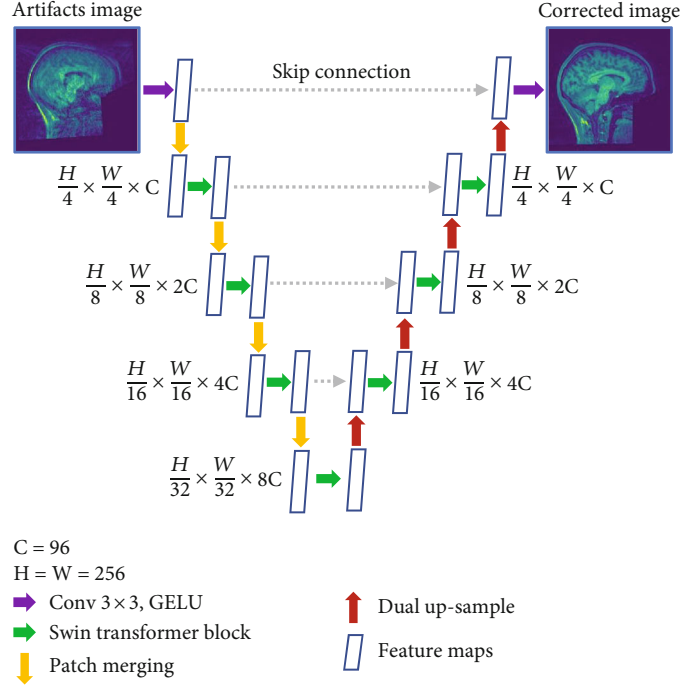 Artifacts image
Corrected image
Skip connection
H/4 × W/4 × C
H/4 × W/4 × C
H/8 × W/8 × 2C
H/8 × W/8 × 2C
H/16 × W/16 × 4C
H/16 × W/16 × 4C
H/32 × W/32 × 8C
C = 96
H = W = 256
Conv 3 × 3, GELU
Swin transformer block
Patch merging
Dual up-sample
Feature maps